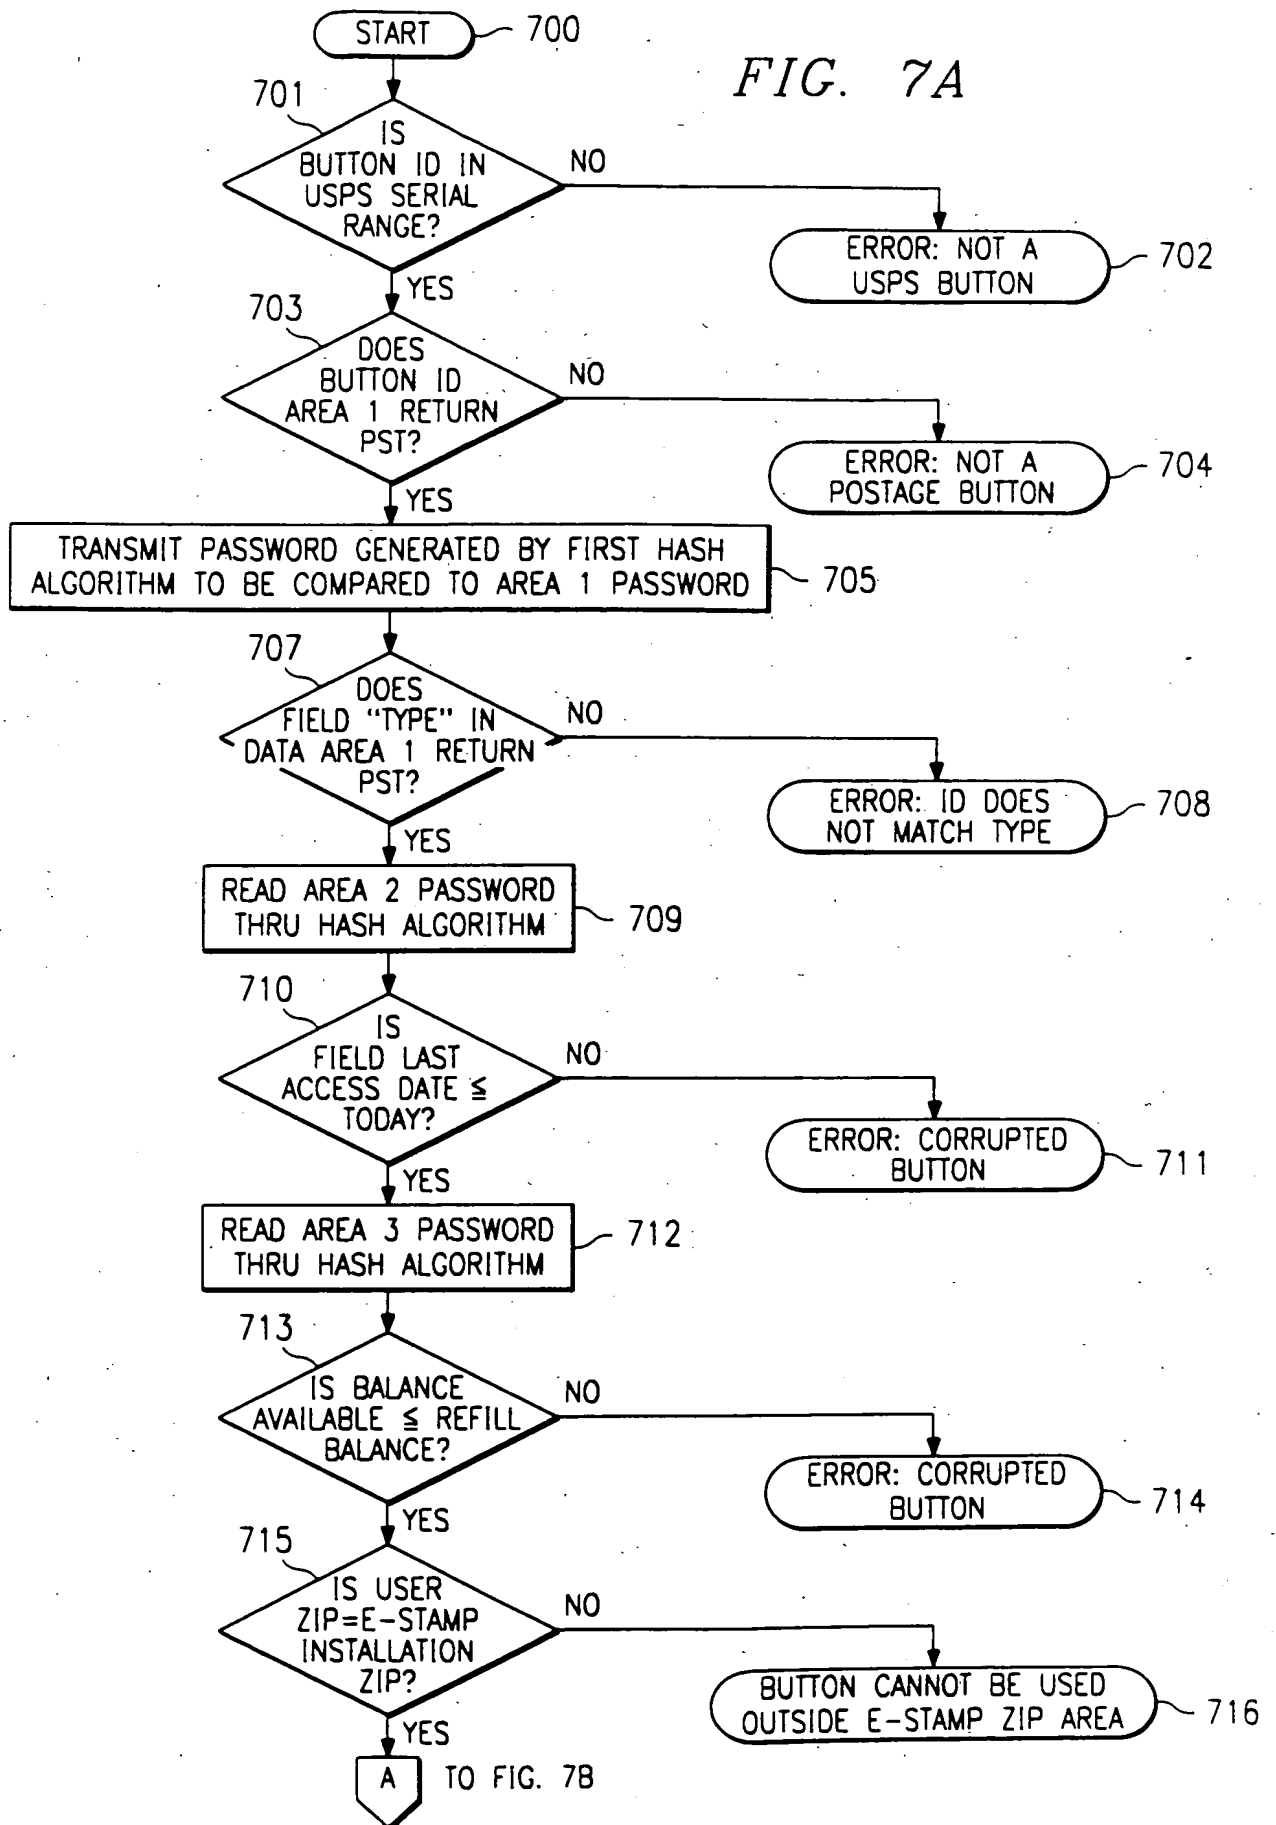 START
700
FIG. 7A
701
IS
BUTTON ID IN
USPS SERIAL
RANGE?
NO
ERROR: NOT A
USPS BUTTON
702
YES
703
DOES
BUTTON ID
AREA 1 RETURN
PST?
NO
ERROR: NOT A
POSTAGE BUTTON
704
YES
TRANSMIT PASSWORD GENERATED BY FIRST HASH
ALGORITHM TO BE COMPARED TO AREA 1 PASSWORD
705
707
DOES
FIELD "TYPE" IN
DATA AREA 1 RETURN
PST?
NO
ERROR: ID DOES
NOT MATCH TYPE
708
YES
READ AREA 2 PASSWORD
THRU HASH ALGORITHM
709
710
IS
FIELD LAST
ACCESS DATE ≦
TODAY?
NO
ERROR: CORRUPTED
BUTTON
711
YES
READ AREA 3 PASSWORD
THRU HASH ALGORITHM
712
713
IS BALANCE
AVAILABLE ≦ REFILL
BALANCE?
NO
ERROR: CORRUPTED
BUTTON
714
YES
715
IS USER
ZIP=E-STAMP
INSTALLATION
ZIP?
NO
BUTTON CANNOT BE USED
OUTSIDE E-STAMP ZIP AREA
716
YES
A
TO FIG. 7B